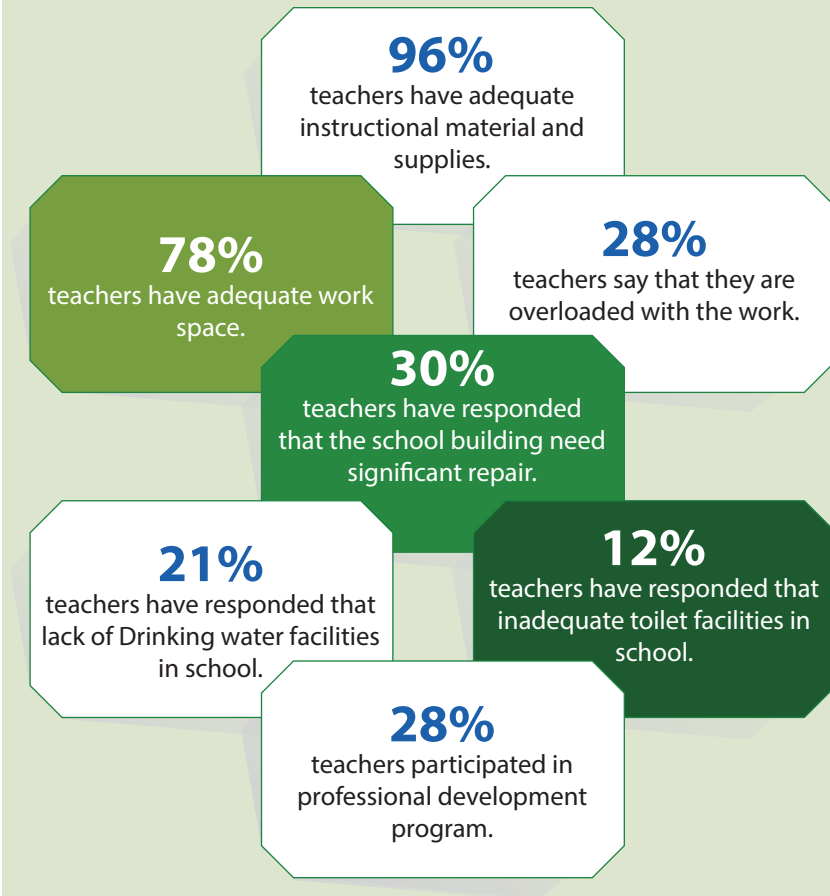 96%
teachers have adequate
instructional material and
supplies.
78%
teachers have adequate work
space.
28%
teachers say that they are
overloaded with the work.
30%
teachers have responded
that the school building need
significant repair.
21%
teachers have responded that
lack of Drinking water facilities
in school.
12%
teachers have responded that
inadequate toilet facilities in
school.
28%
teachers participated in
professional development
program.